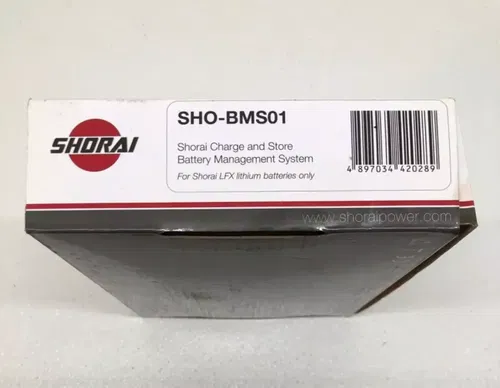 SHORAI
SHO-BMS01
Shorai Charge and Store
Battery Management System
For Shorai LFX lithium batteries only
4 897034 420289
www.shoraipower.com